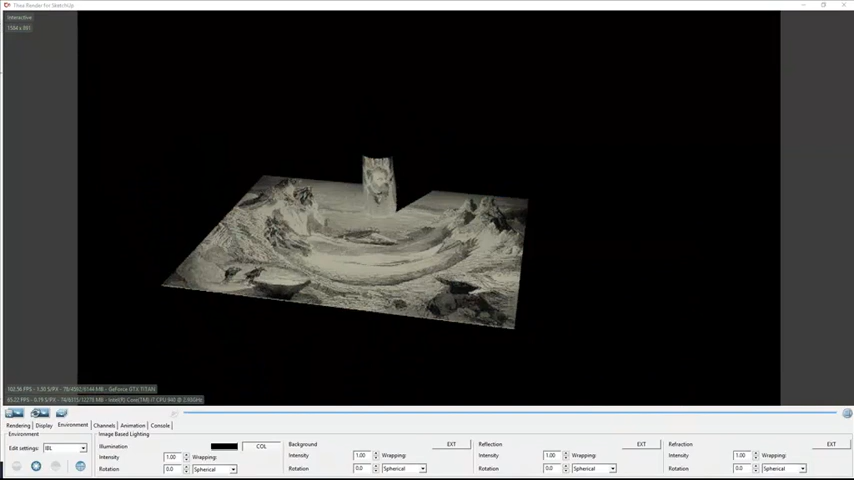 Thea Render for SketchUp
Interactive
Rendering Display Environment Channels Animation Console
Environment
Edit settings: IBL
Image Based Lighting
Illumination COL
Intensity 1.00 Wrapping:
Rotation 0.0 Spherical
Background EXT
Intensity 1.00 Wrapping:
Rotation 0.0 Spherical
Reflection EXT
Intensity 1.00 Wrapping:
Rotation 0.0 Spherical
Refraction EXT
Intensity 1.00 Wrapping:
Rotation 0.0 Spherical